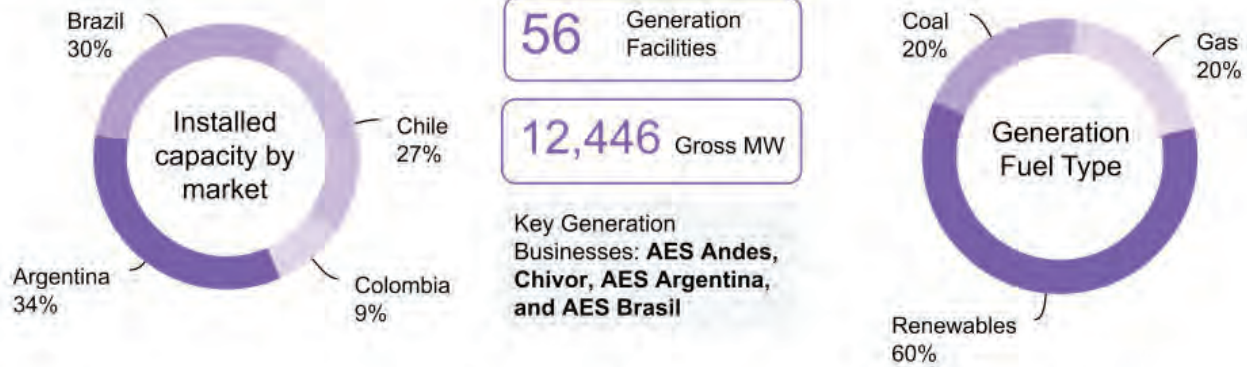 Brazil
30%
Installed
capacity by
market
Chile
27%
Argentina
34%
Colombia
9%
56 Generation
Facilities
12,446 Gross MW
Key Generation
Businesses: AES Andes,
Chivor, AES Argentina,
and AES Brasil
Coal
20%
Gas
20%
Generation
Fuel Type
Renewables
60%